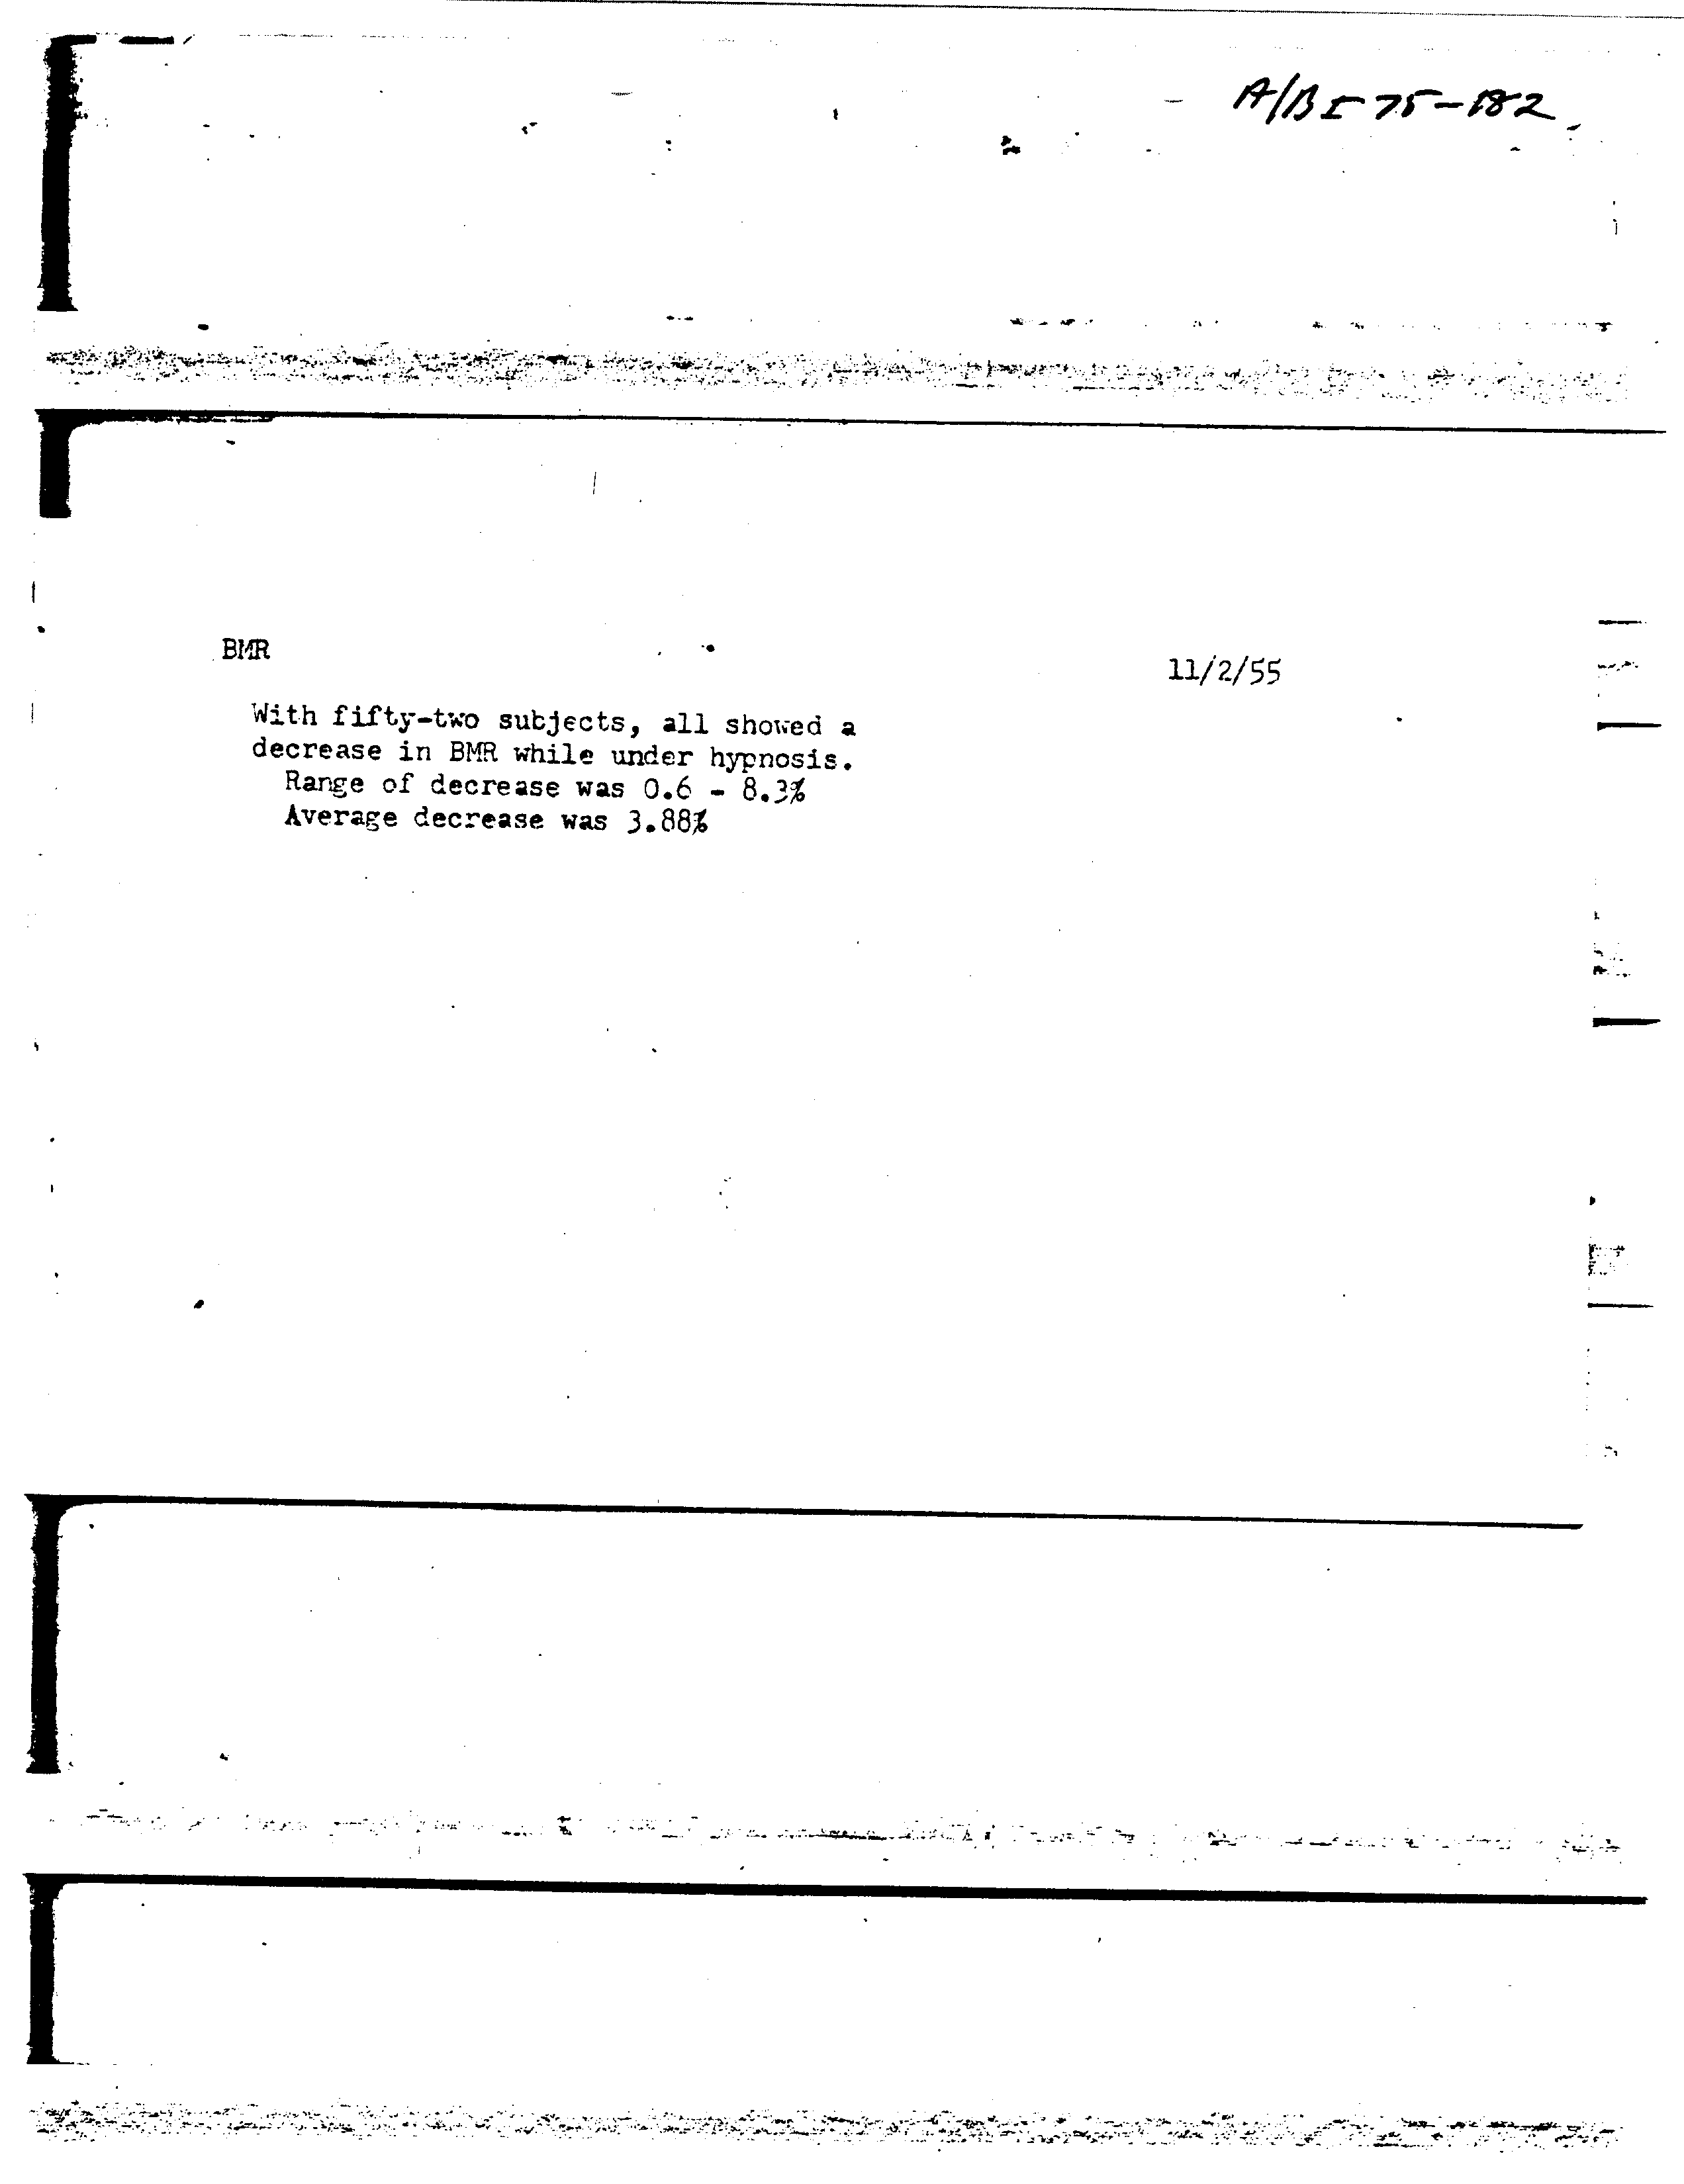 A/B I-75-182
BMR
11/2/55
With fifty-two subjects, all showed a
decrease in BMR while under hypnosis.
Range of decrease was 0.6 - 8.3%
Average decrease was 3.88%